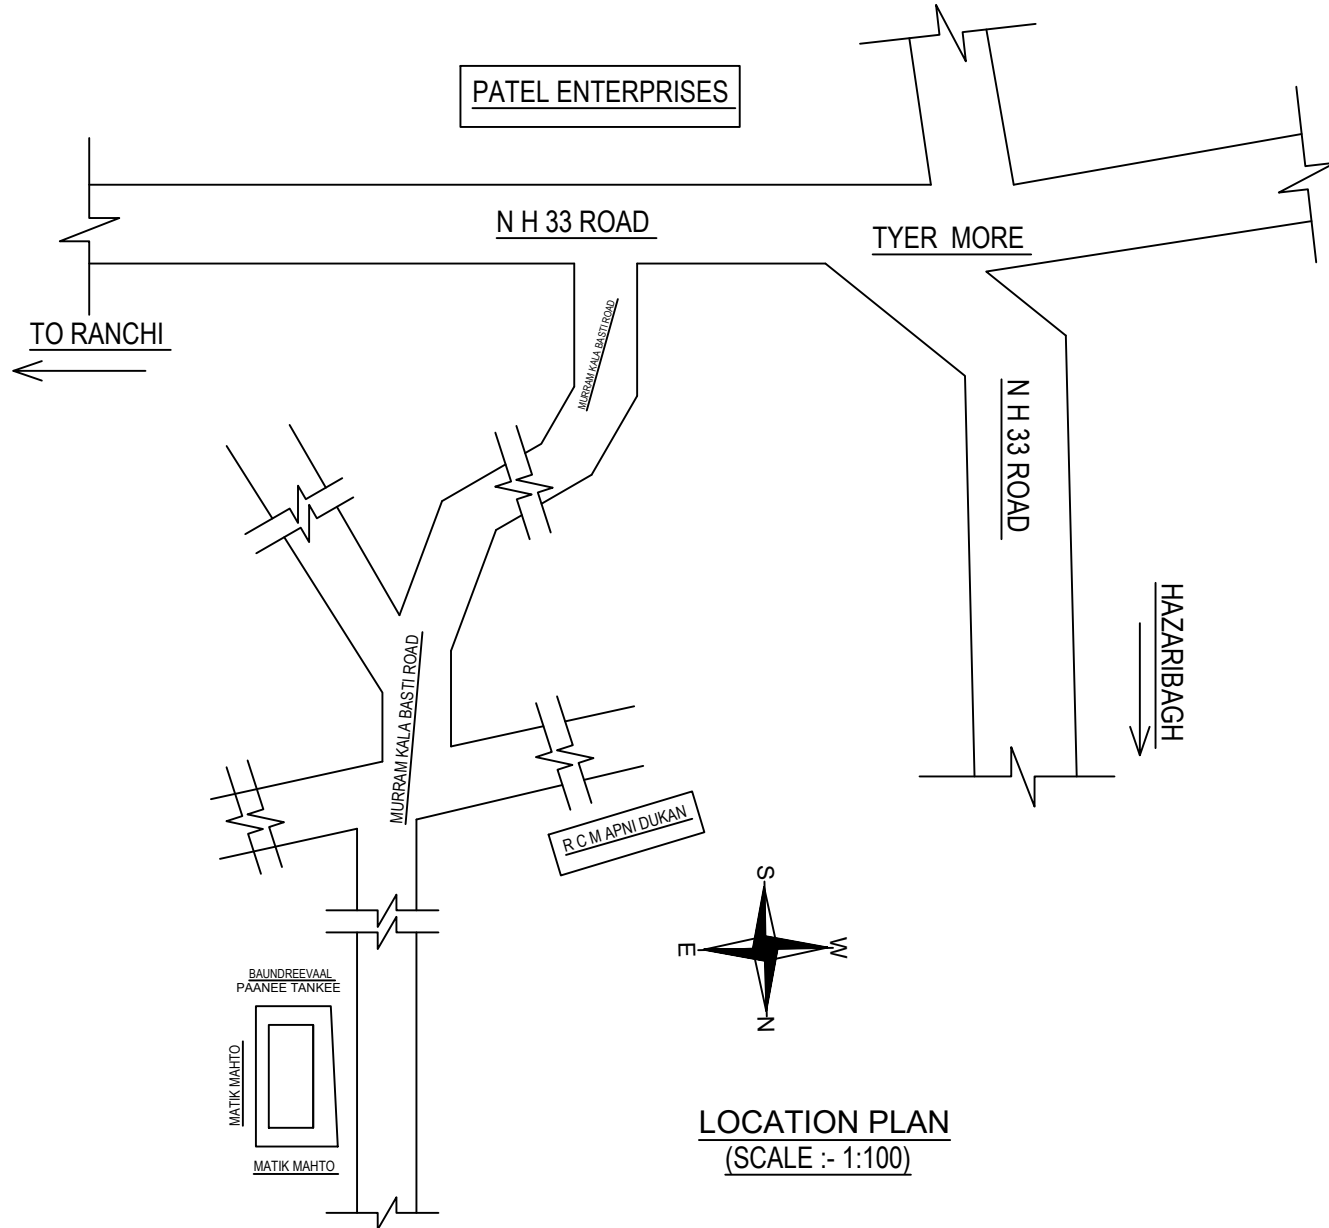 PATEL ENTERPRISES
N H 33 ROAD
TYER MORE
TO RANCHI
MURRAM KALA BASTI ROAD
N H 33 ROAD
HAZARIBAGH
MURRAM KALA BASTI ROAD
R C M APNI DUKAN
S
E
W
N
BAUNDREEVAAL
PAANEE TANKEE
MATIK MAHTO
MATIK MAHTO
LOCATION PLAN
(SCALE :- 1:100)